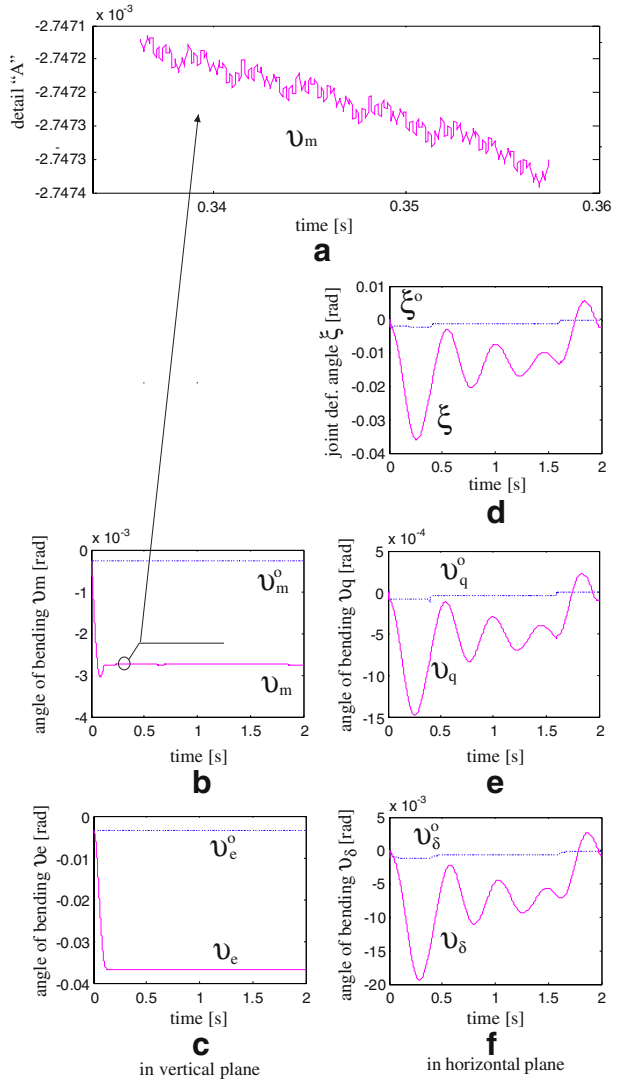 x 10⁻³
-2.7471
-2.7472
-2.7472
-2.7473
-2.7473
-2.7474
detail “A”
υm
0.34
0.35
0.36
time [s]
a
0.01
0
-0.01
-0.02
-0.03
-0.04
joint def. angle ξ [rad]
ξ°
ξ
0
0.5
1
1.5
2
time [s]
d
x 10⁻³
0
-1
-2
-3
-4
angle of bending υm [rad]
υm°
υm
0
0.5
1
1.5
2
time [s]
b
x 10⁻⁴
5
0
-5
-10
-15
angle of bending υq [rad]
υq°
υq
0
0.5
1
1.5
2
time [s]
e
0
-0.01
-0.02
-0.03
-0.04
angle of bending υe [rad]
υe°
υe
0
0.5
1
1.5
2
time [s]
c
in vertical plane
x 10⁻³
5
0
-5
-10
-15
-20
angle of bending υδ [rad]
υδ°
υδ
0
0.5
1
1.5
2
time [s]
f
in horizontal plane